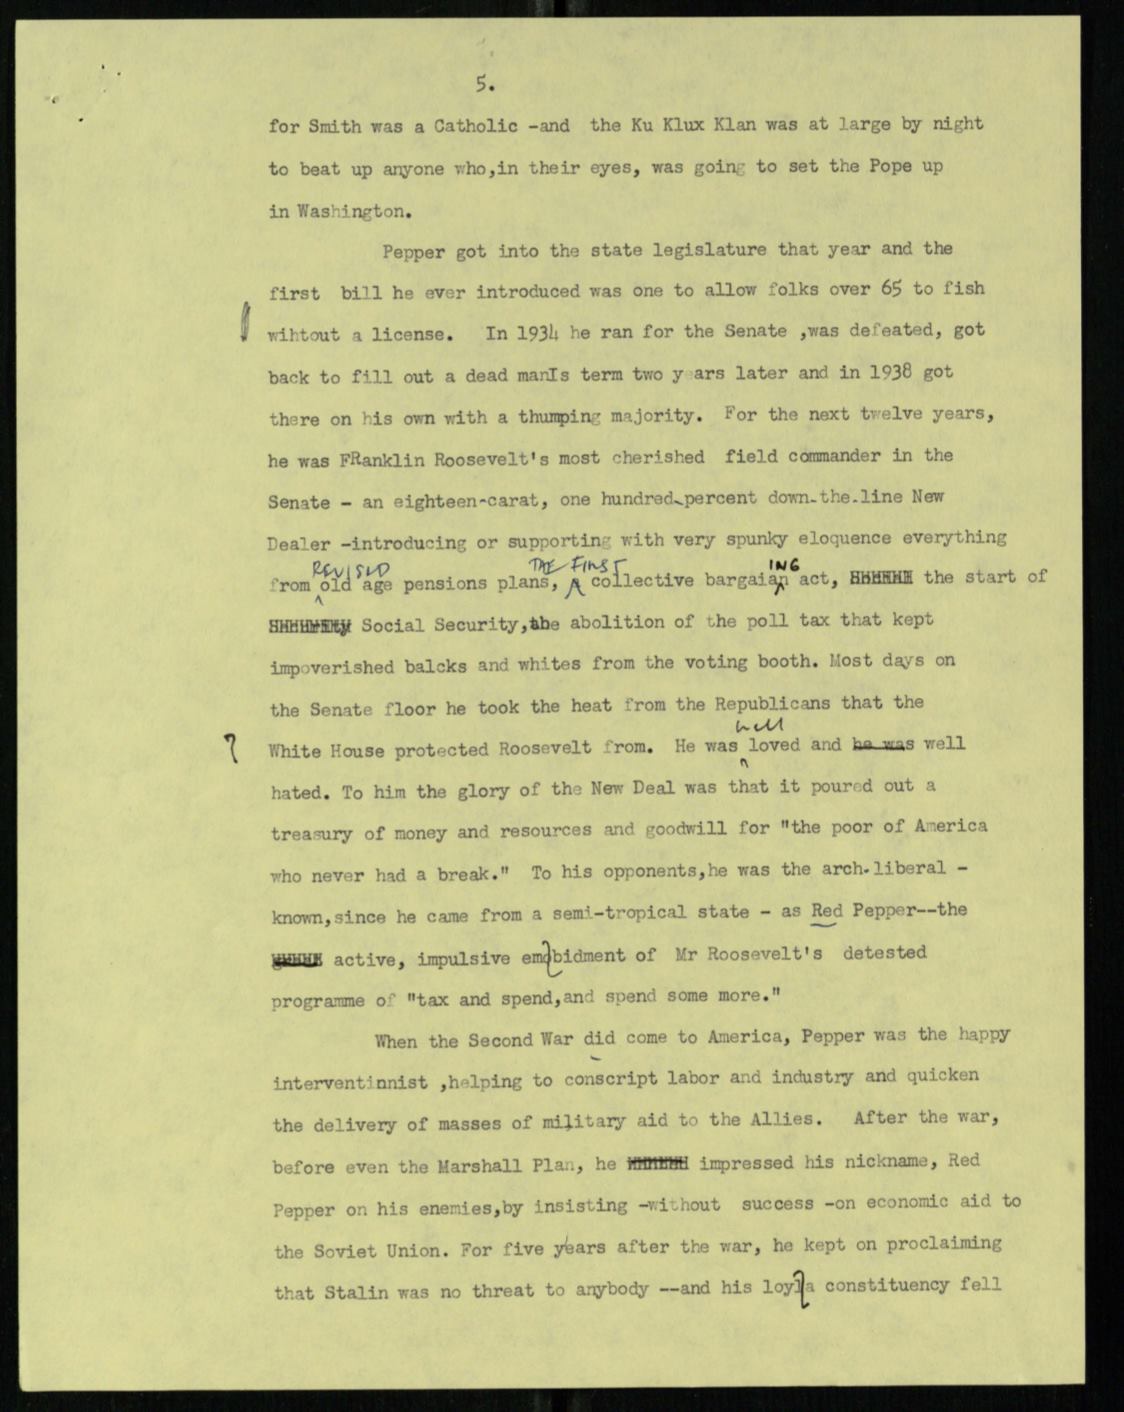 5.
for Smith was a Catholic -and the Ku Klux Klan was at large by night
to beat up anyone who,in their eyes, was going to set the Pope up
in Washington.
Pepper got into the state legislature that year and the
first bill he ever introduced was one to allow folks over 65 to fish
wihtout a license. In 1934 he ran for the Senate ,was defeated, got
back to fill out a dead manIs term two y ars later and in 1938 got
there on his own with a thumping majority. For the next twelve years,
he was FRanklin Roosevelt's most cherished field commander in the
Senate - an eighteen-carat, one hundred-percent down-the-line New
Dealer -introducing or supporting with very spunky eloquence everything
REVISED THE FIRST ING
from old age pensions plans, A collective bargaian act, the start of
Social Security,the abolition of the poll tax that kept
impoverished balcks and whites from the voting booth. Most days on
the Senate floor he took the heat from the Republicans that the
well
? White House protected Roosevelt from. He was loved and he was well
hated. To him the glory of the New Deal was that it poured out a
treasury of money and resources and goodwill for "the poor of America
who never had a break." To his opponents,he was the arch-liberal -
known,since he came from a semi-tropical state - as Red Pepper--the
active, impulsive emobidment of Mr Roosevelt's detested
programme of "tax and spend,and spend some more."
When the Second War did come to America, Pepper was the happy
interventinnist ,helping to conscript labor and industry and quicken
the delivery of masses of military aid to the Allies. After the war,
before even the Marshall Plan, he impressed his nickname, Red
Pepper on his enemies,by insisting -without success -on economic aid to
the Soviet Union. For five years after the war, he kept on proclaiming
that Stalin was no threat to anybody --and his loyla constituency fell